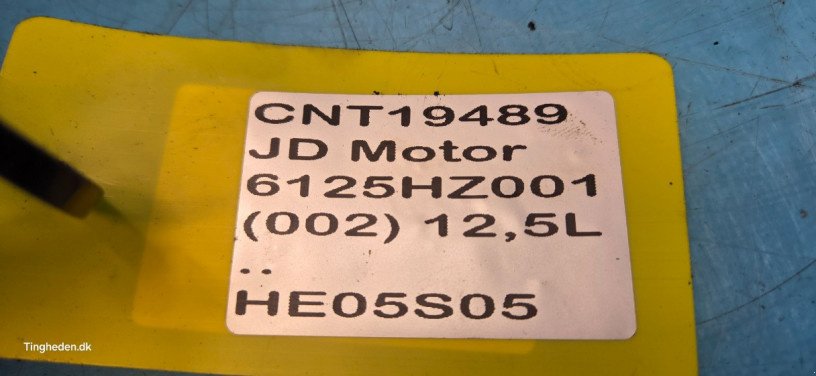 CNT19489
JD Motor
6125HZ001
(002) 12,5L
..
HE05S05
Tingheden.dk